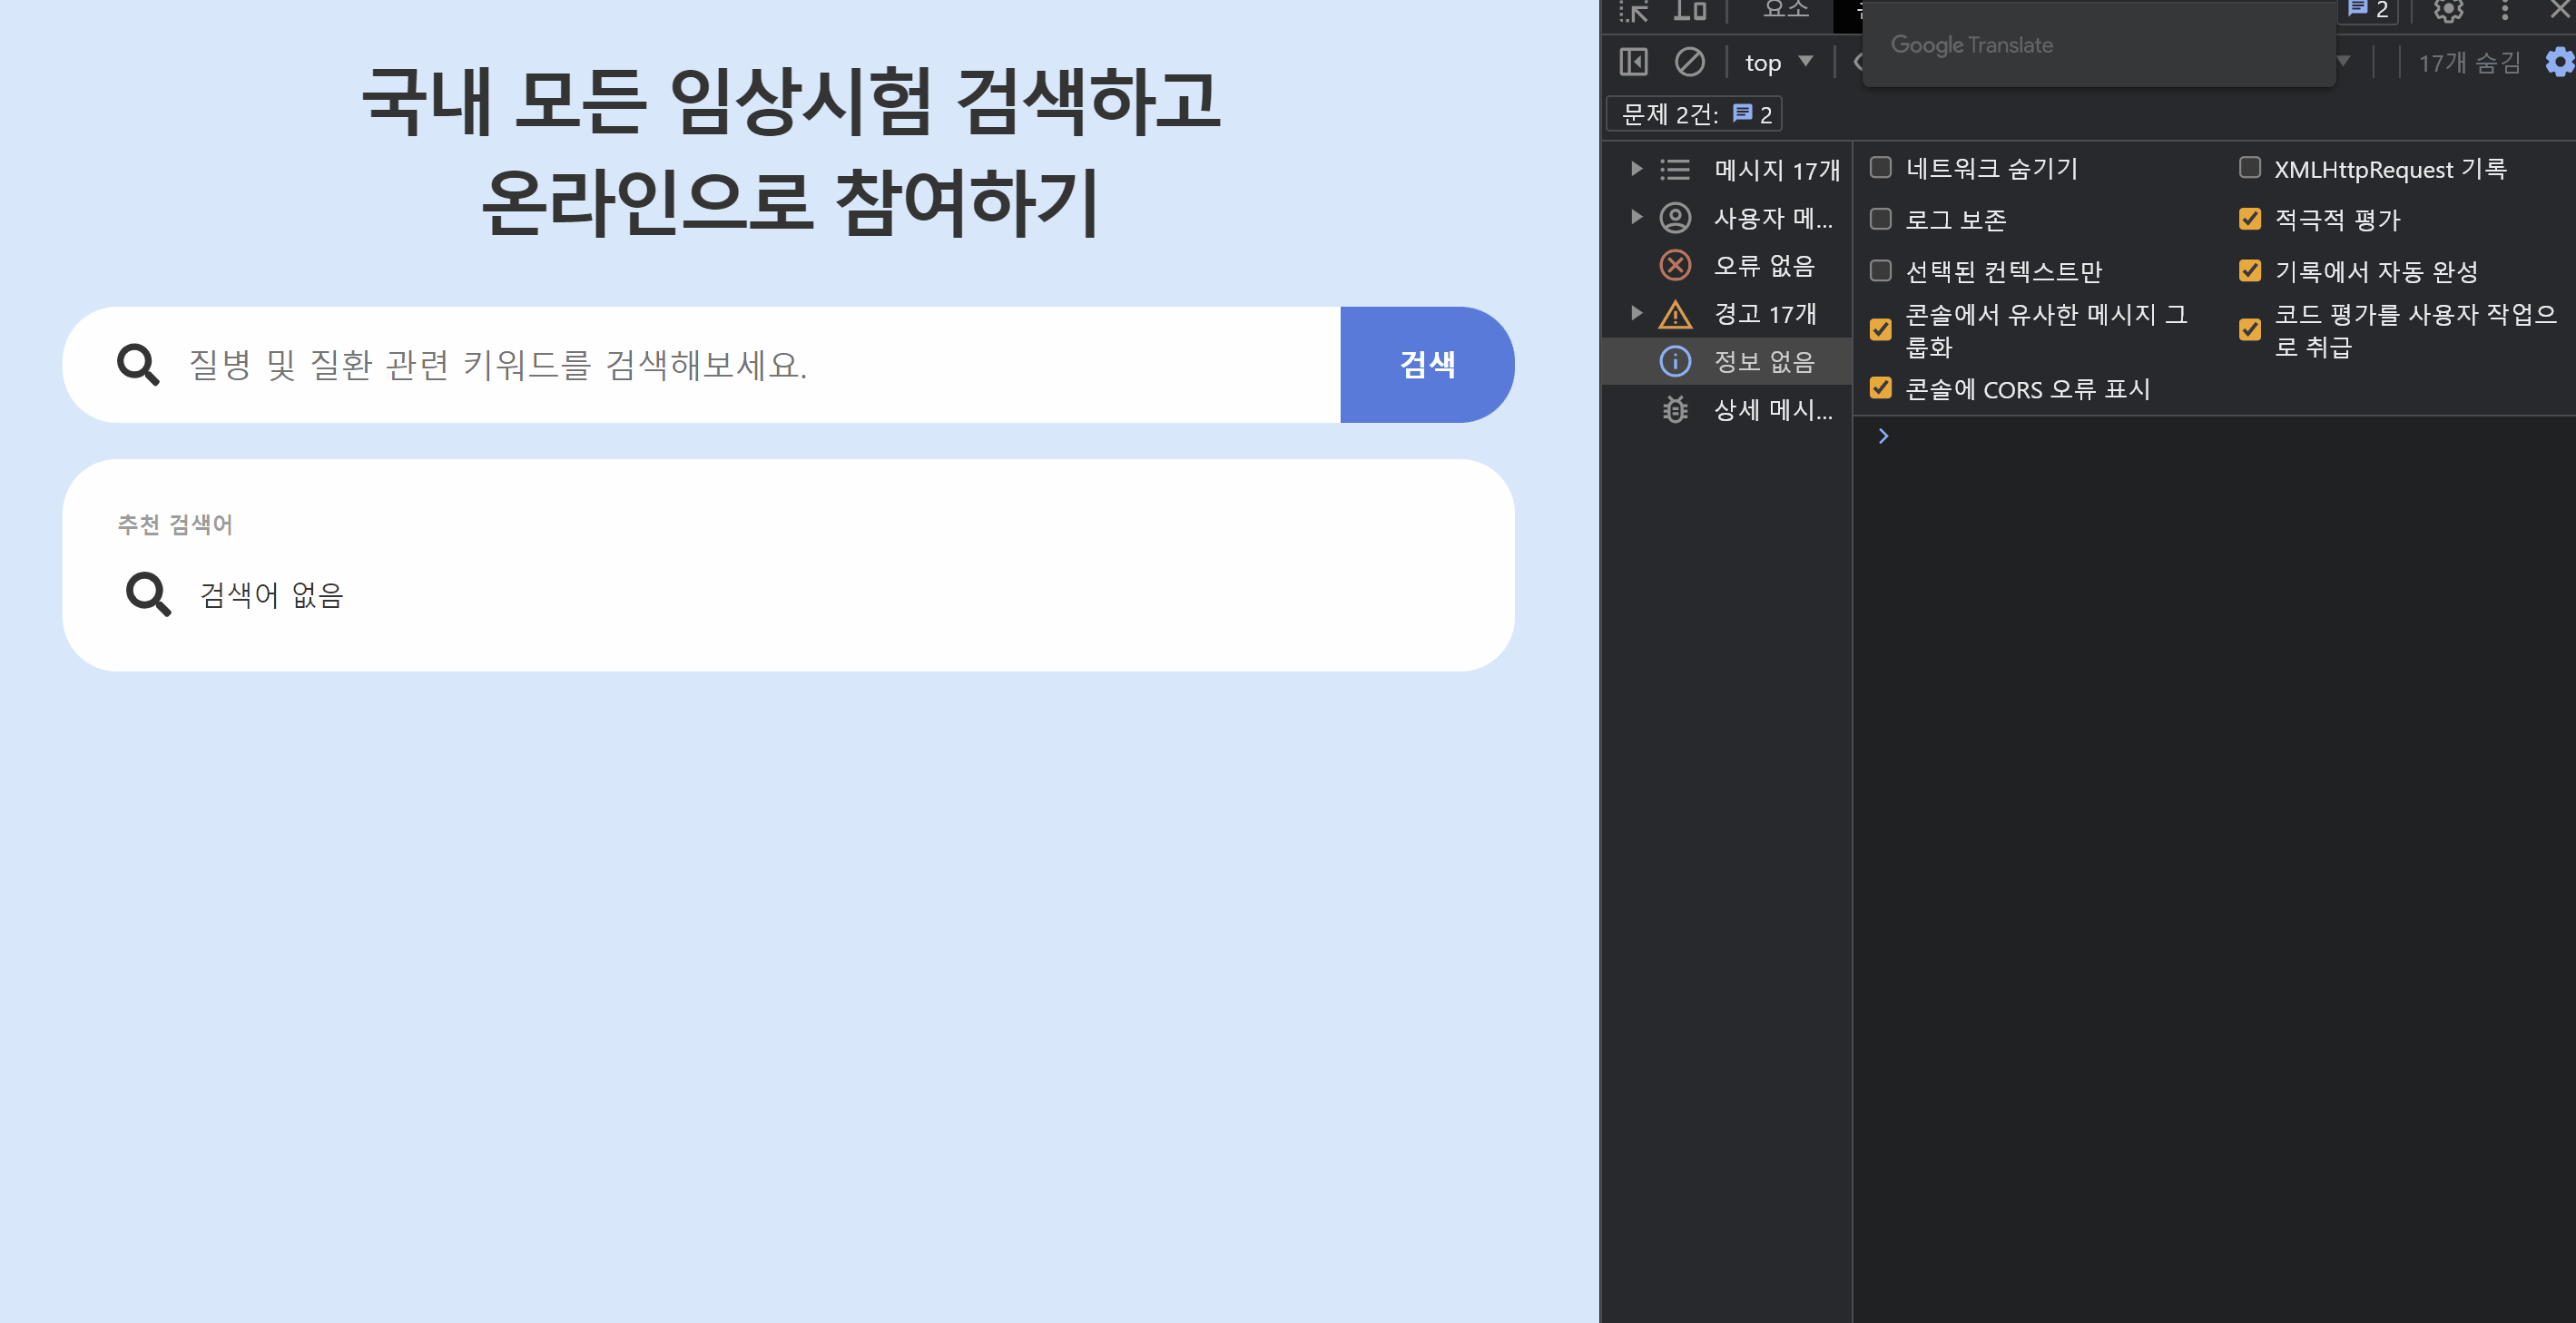 국내 모든 임상시험 검색하고
온라인으로 참여하기
질병 및 질환 관련 키워드를 검색해보세요.
검색
추천 검색어
검색어 없음
요소
2
Google Translate
top
17개 숨김
문제 2건: 2
메시지 17개
사용자 메...
오류 없음
경고 17개
정보 없음
상세 메시...
네트워크 숨기기
XMLHttpRequest 기록
로그 보존
적극적 평가
선택된 컨텍스트만
기록에서 자동 완성
콘솔에서 유사한 메시지 그
룹화
코드 평가를 사용자 작업으
로 취급
콘솔에 CORS 오류 표시